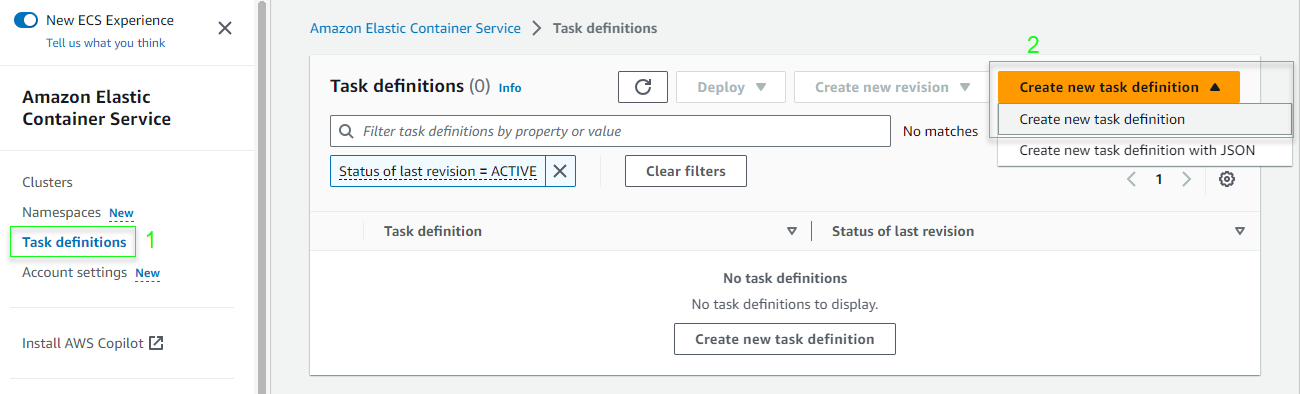 New ECS Experience
Tell us what you think
Amazon Elastic
Container Service
Clusters
Namespaces New
Task definitions 1
Account settings New
Install AWS Copilot
Amazon Elastic Container Service > Task definitions
2
Task definitions (0) Info
Deploy
Create new revision
Create new task definition
Create new task definition
Create new task definition with JSON
Filter task definitions by property or value
No matches
Status of last revision = ACTIVE
Clear filters
1
Task definition
Status of last revision
No task definitions
No task definitions to display.
Create new task definition